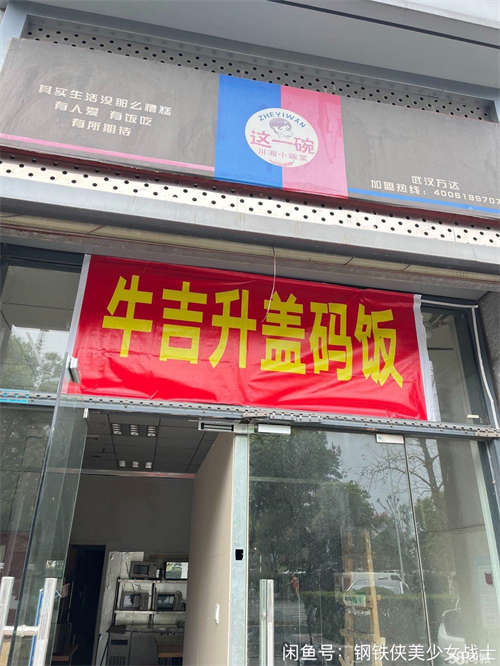 其实生活没那么糟糕
有人爱 有饭吃
有所期待
ZHEYIWAN
这一碗
川湘小碗菜
武汉万达
加盟热线:4008189707
牛吉升盖码饭
闲鱼号:钢铁侠美少女战士